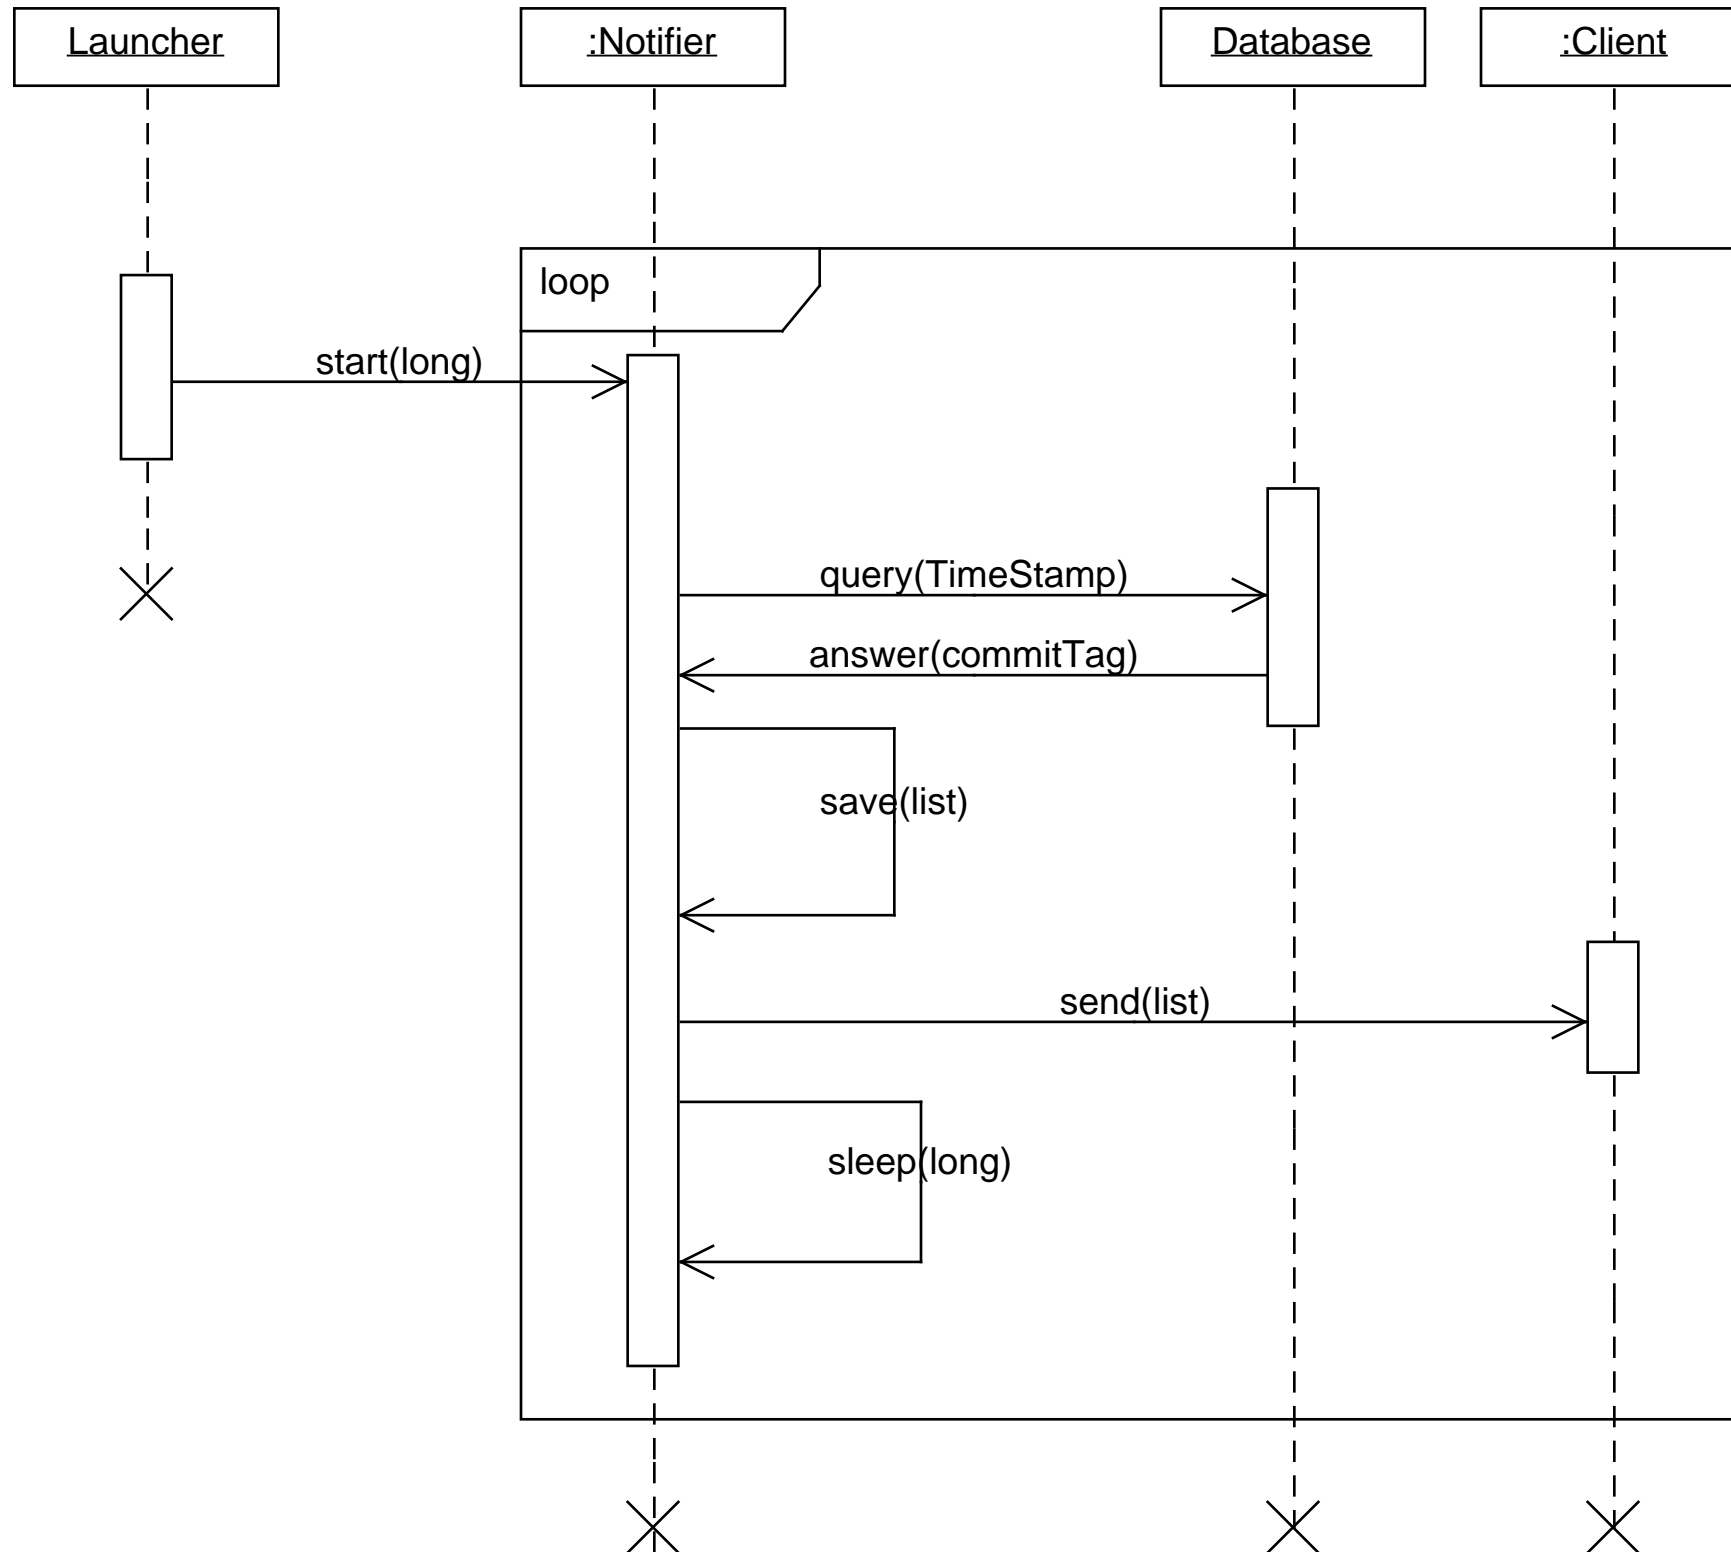 Launcher
:Notifier
Database
:Client
loop
start(long)
query(TimeStamp)
answer(commitTag)
save(list)
send(list)
sleep(long)